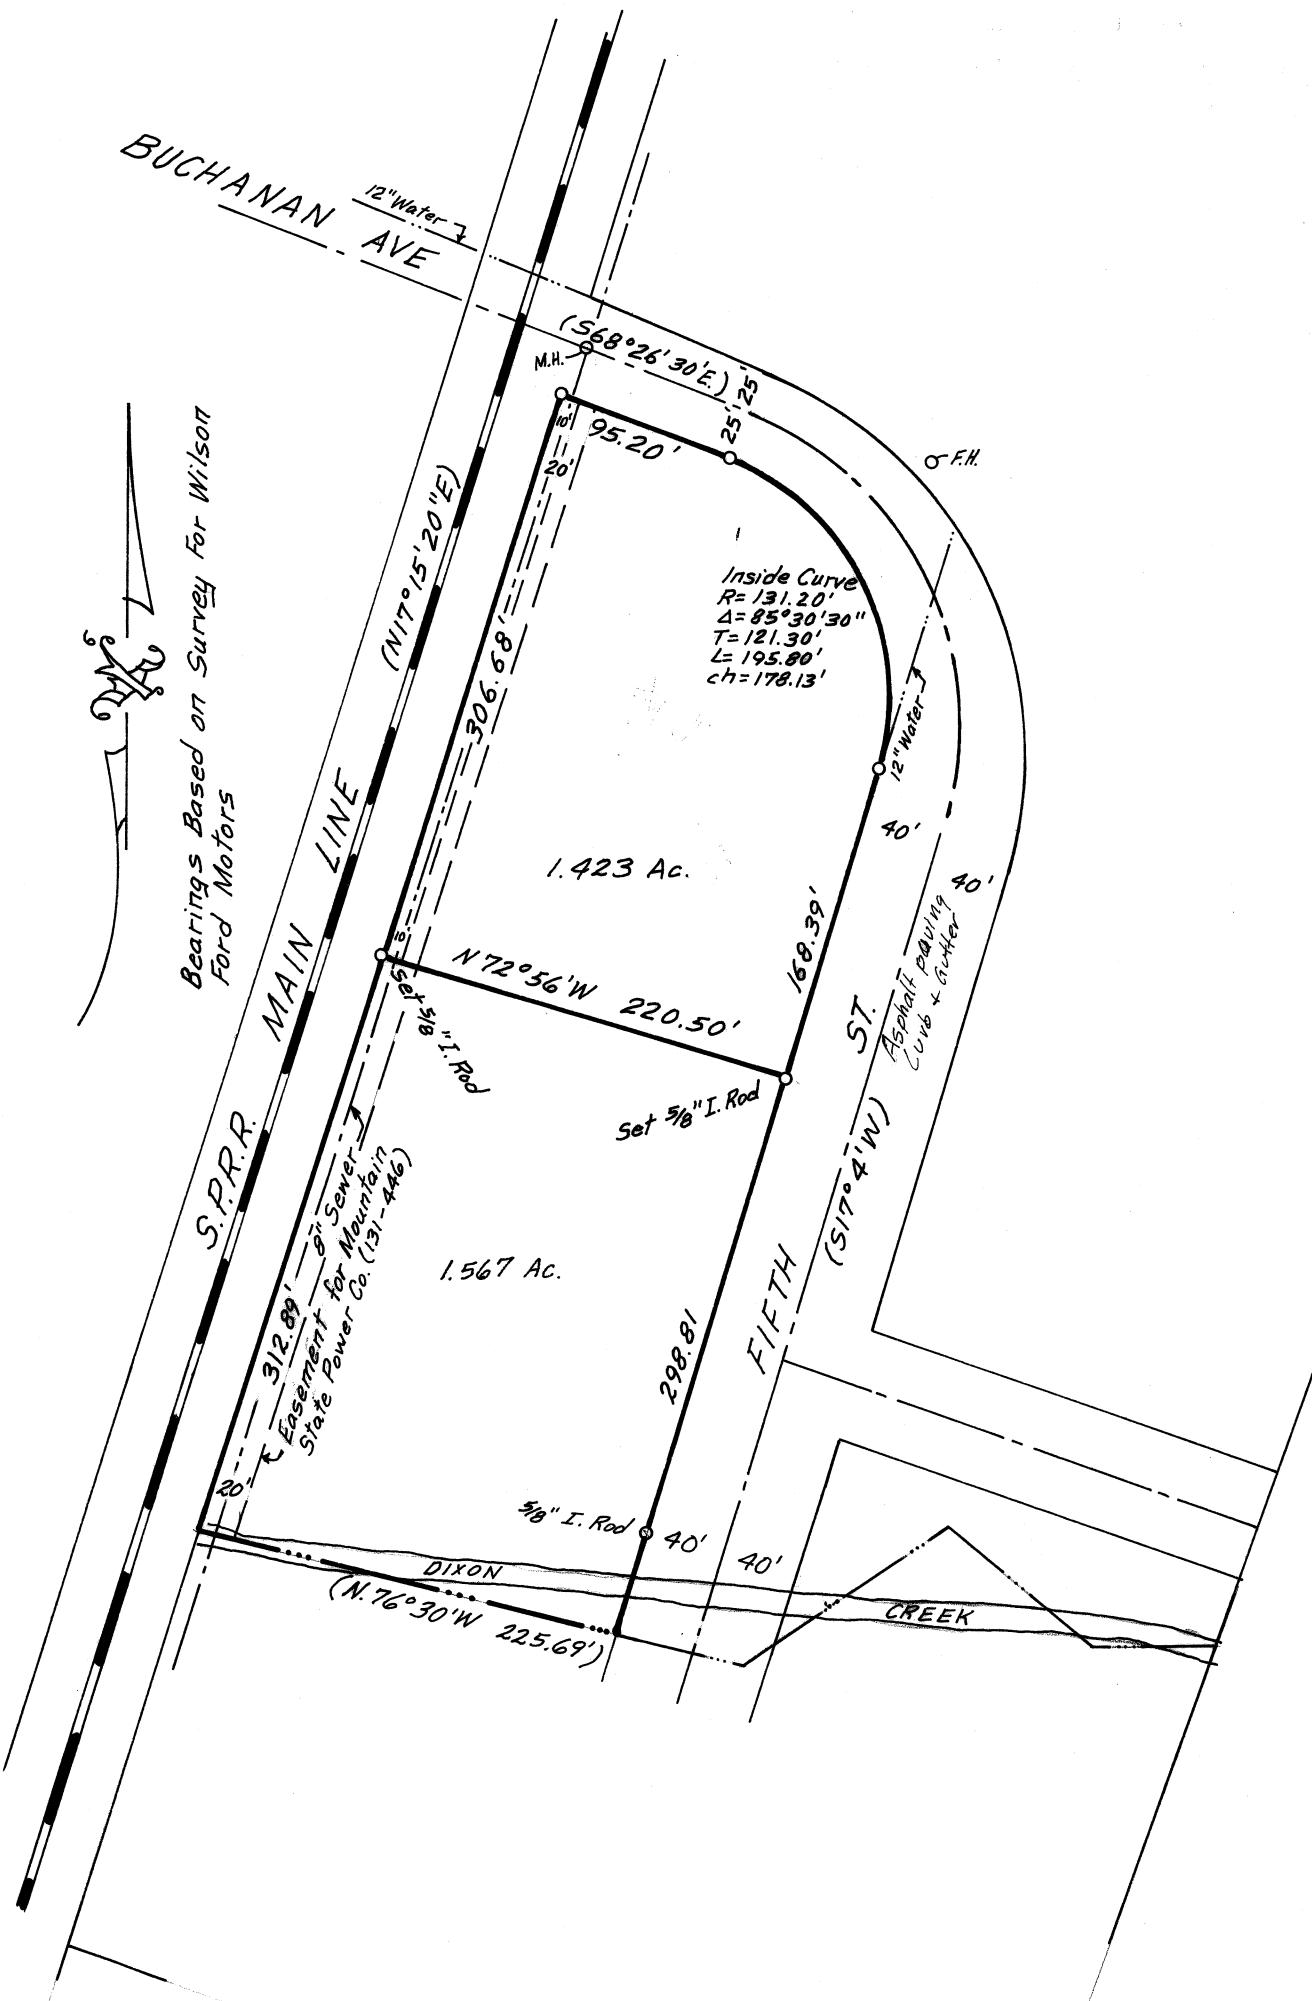 BUCHANAN AVE
12" Water
(S68°26'30'E.)
M.H.
25' 25'
F.H.
10'
95.20'
20'
Bearings Based on Survey For Wilson
Ford Motors
(N17°15'20"E)
306.68'
Inside Curve
R=131.20'
Δ=85°30'30"
T=121.30'
L=195.80'
ch=178.13'
12" Water
40'
40'
1.423 Ac.
168.39'
Asphalt paving
Curb + Gutter
10'
N72°56'W 220.50'
Set 5/8" I. Rod
Set 5/8" I. Rod
S.P.R.R. MAIN LINE
FIFTH ST.
(S17°4'W)
8" Sewer
Easement for Mountain
State Power Co. (131-446)
312.89'
1.567 Ac.
298.81
20'
5/8" I. Rod
40'
40'
DIXON CREEK
(N.76°30'W 225.69')